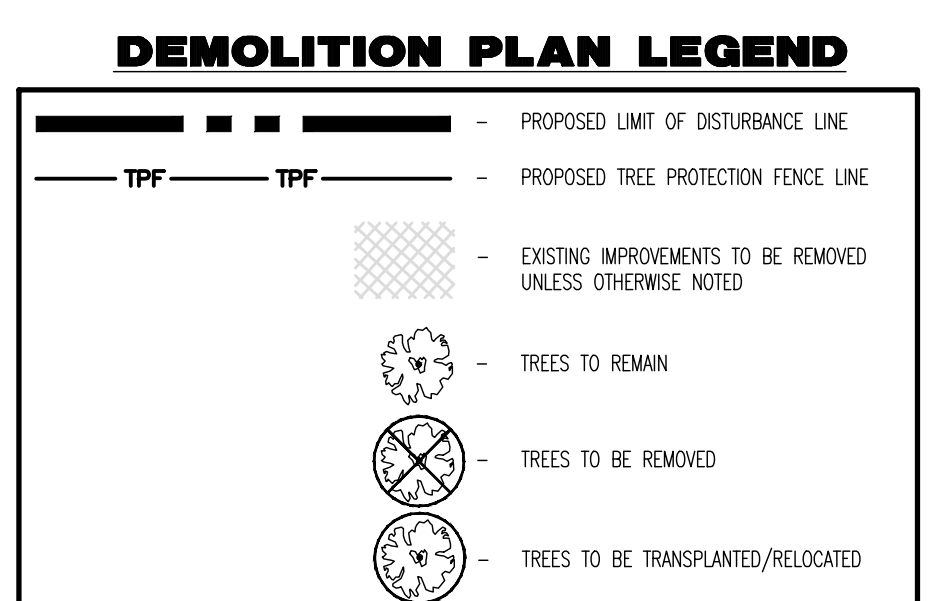 DEMOLITION PLAN LEGEND
- PROPOSED LIMIT OF DISTURBANCE LINE
TPF TPF - PROPOSED TREE PROTECTION FENCE LINE
- EXISTING IMPROVEMENTS TO BE REMOVED
UNLESS OTHERWISE NOTED
- TREES TO REMAIN
- TREES TO BE REMOVED
- TREES TO BE TRANSPLANTED/RELOCATED